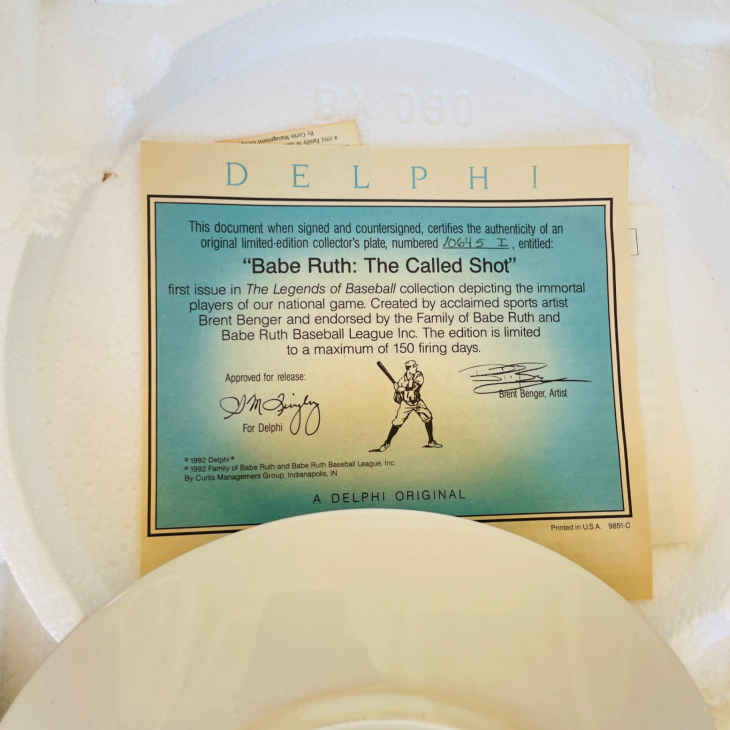 BA 060
DELPHI
This document when signed and countersigned, certifies the authenticity of an
original limited-edition collector's plate, numbered 10645 I, entitled:
"Babe Ruth: The Called Shot"
first issue in The Legends of Baseball collection depicting the immortal
players of our national game. Created by acclaimed sports artist
Brent Benger and endorsed by the Family of Babe Ruth and
Babe Ruth Baseball League Inc. The edition is limited
to a maximum of 150 firing days.
Approved for release:
For Delphi
Brent Benger, Artist
© 1992 Delphi®
© 1992 Family of Babe Ruth and Babe Ruth Baseball League, Inc.
By Curtis Management Group, Indianapolis, IN
A DELPHI ORIGINAL
Printed in U.S.A. 9851-C